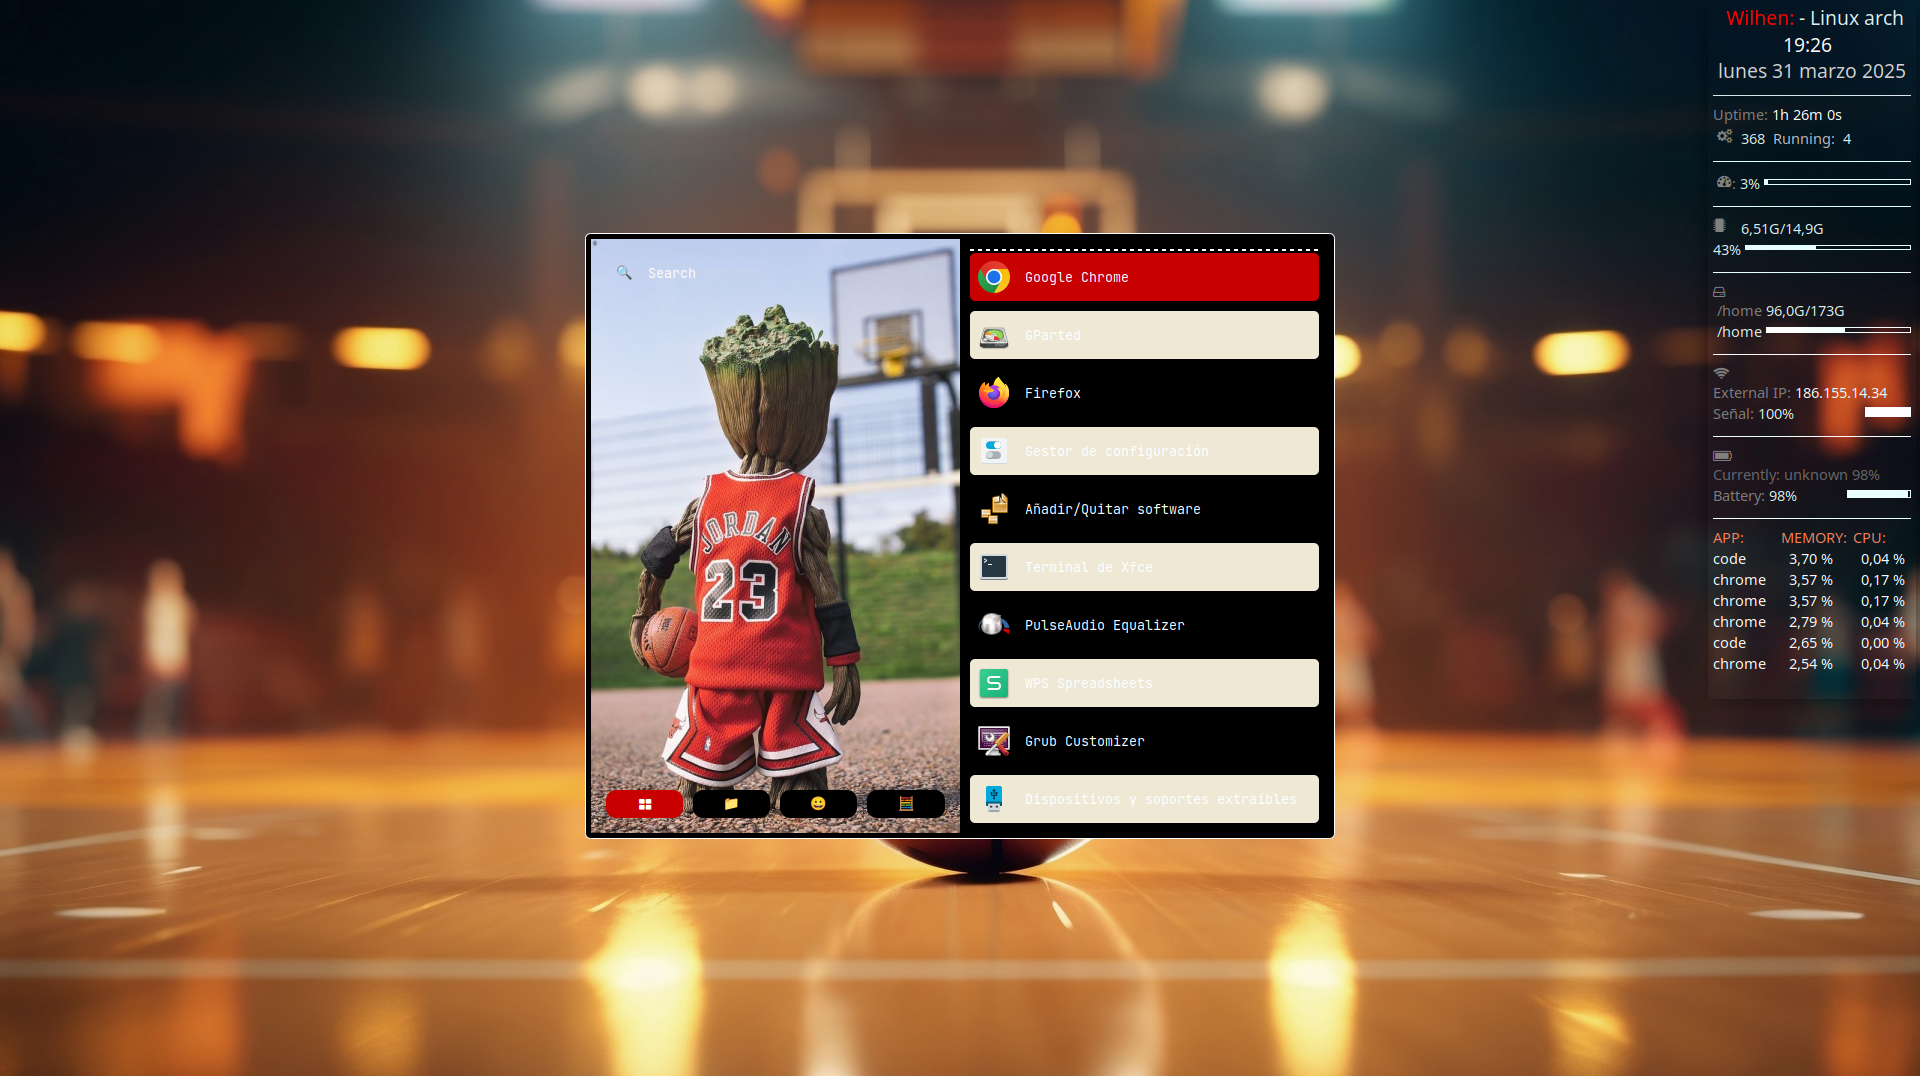 Search
JORDAN
23
Google Chrome
GParted
Firefox
Gestor de configuración
Añadir/Quitar software
Terminal de Xfce
PulseAudio Equalizer
WPS Spreadsheets
Grub Customizer
Dispositivos y soportes extraíbles
Wilhen: - Linux arch
19:26
lunes 31 marzo 2025
Uptime: 1h 26m 0s
368 Running: 4
: 3%
6,51G/14,9G
43%
/home 96,0G/173G
/home
External IP: 186.155.14.34
Señal: 100%
Currently: unknown 98%
Battery: 98%
APP: MEMORY: CPU:
code 3,70 % 0,04 %
chrome 3,57 % 0,17 %
chrome 3,57 % 0,17 %
chrome 2,79 % 0,04 %
code 2,65 % 0,00 %
chrome 2,54 % 0,04 %